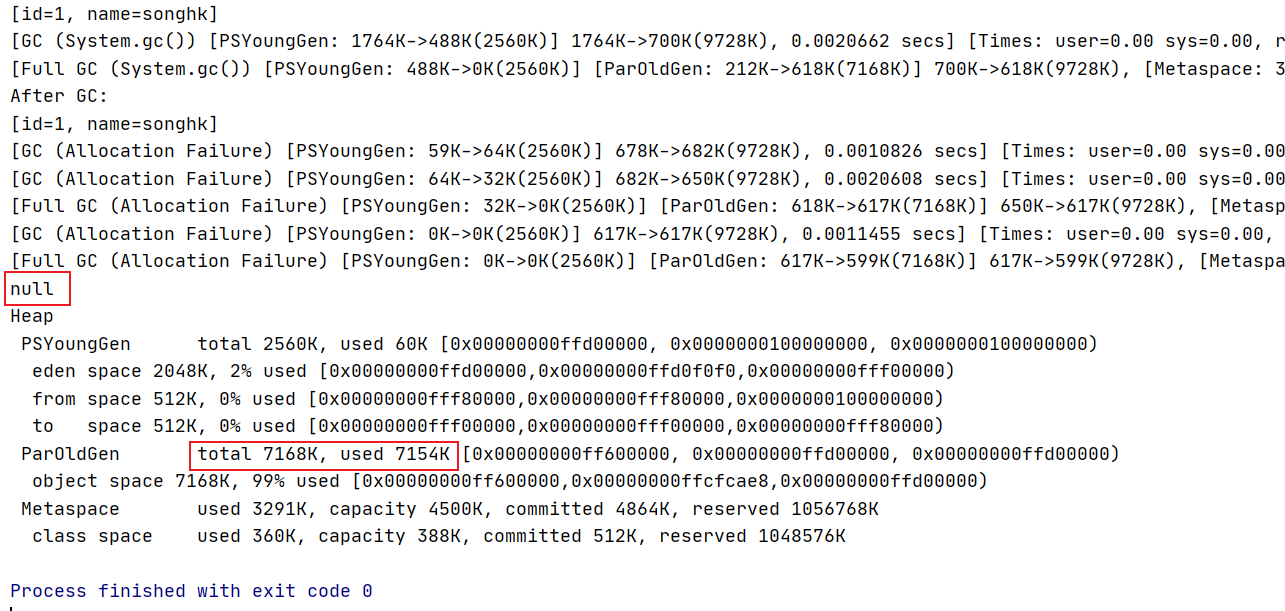 [id=1, name=songhk]
[GC (System.gc()) [PSYoungGen: 1764K->488K(2560K)] 1764K->700K(9728K), 0.0020662 secs] [Times: user=0.00 sys=0.00, r
[Full GC (System.gc()) [PSYoungGen: 488K->0K(2560K)] [ParOldGen: 212K->618K(7168K)] 700K->618K(9728K), [Metaspace: 3
After GC:
[id=1, name=songhk]
[GC (Allocation Failure) [PSYoungGen: 59K->64K(2560K)] 678K->682K(9728K), 0.0010826 secs] [Times: user=0.00 sys=0.00
[GC (Allocation Failure) [PSYoungGen: 64K->32K(2560K)] 682K->650K(9728K), 0.0020608 secs] [Times: user=0.00 sys=0.00
[Full GC (Allocation Failure) [PSYoungGen: 32K->0K(2560K)] [ParOldGen: 618K->617K(7168K)] 650K->617K(9728K), [Metasp
[GC (Allocation Failure) [PSYoungGen: 0K->0K(2560K)] 617K->617K(9728K), 0.0011455 secs] [Times: user=0.00 sys=0.00,
[Full GC (Allocation Failure) [PSYoungGen: 0K->0K(2560K)] [ParOldGen: 617K->599K(7168K)] 617K->599K(9728K), [Metaspa
null
Heap
 PSYoungGen      total 2560K, used 60K [0x00000000ffd00000, 0x0000000100000000, 0x0000000100000000)
  eden space 2048K, 2% used [0x00000000ffd00000,0x00000000ffd0f0f0,0x00000000fff00000)
  from space 512K, 0% used [0x00000000fff80000,0x00000000fff80000,0x0000000100000000)
  to   space 512K, 0% used [0x00000000fff00000,0x00000000fff00000,0x00000000fff80000)
 ParOldGen       total 7168K, used 7154K [0x00000000ff600000, 0x00000000ffd00000, 0x00000000ffd00000)
  object space 7168K, 99% used [0x00000000ff600000,0x00000000ffcfcae8,0x00000000ffd00000)
 Metaspace       used 3291K, capacity 4500K, committed 4864K, reserved 1056768K
  class space    used 360K, capacity 388K, committed 512K, reserved 1048576K
Process finished with exit code 0